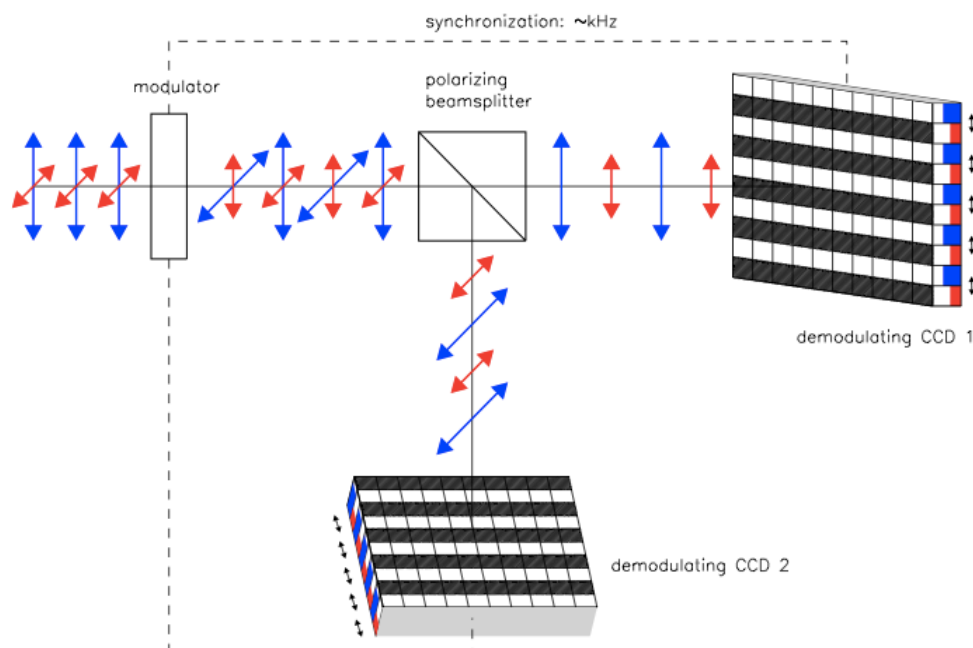 synchronization: ~kHz
modulator
polarizing
beamsplitter
demodulating CCD 1
demodulating CCD 2